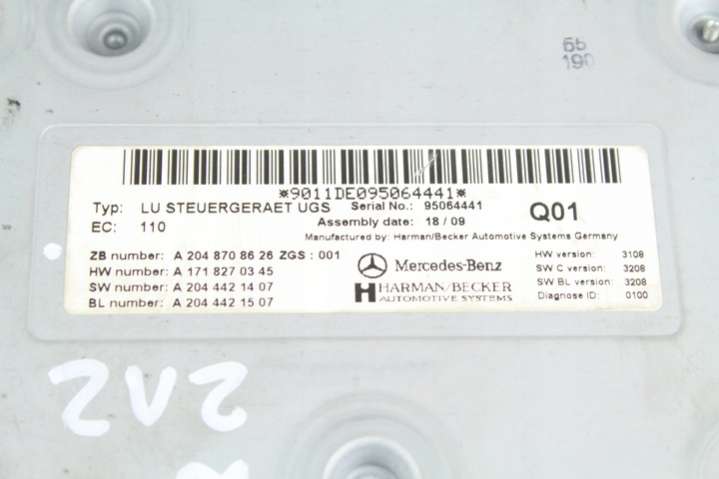 66
190
*9011DE095064441*
Typ: LU STEUERGERAET UGS Serial No.: 95064441
EC: 110 Assembly date: 18 / 09 Q01
Manufactured by: Harman/Becker Automotive Systems Germany
ZB number: A 204 870 86 26 ZGS : 001
HW number: A 171 827 03 45
SW number: A 204 442 14 07
BL number: A 204 442 15 07
Mercedes-Benz
HARMAN/BECKER
AUTOMOTIVE SYSTEMS
HW version: 3108
SW C version: 3208
SW BL version: 3208
Diagnose ID: 0100